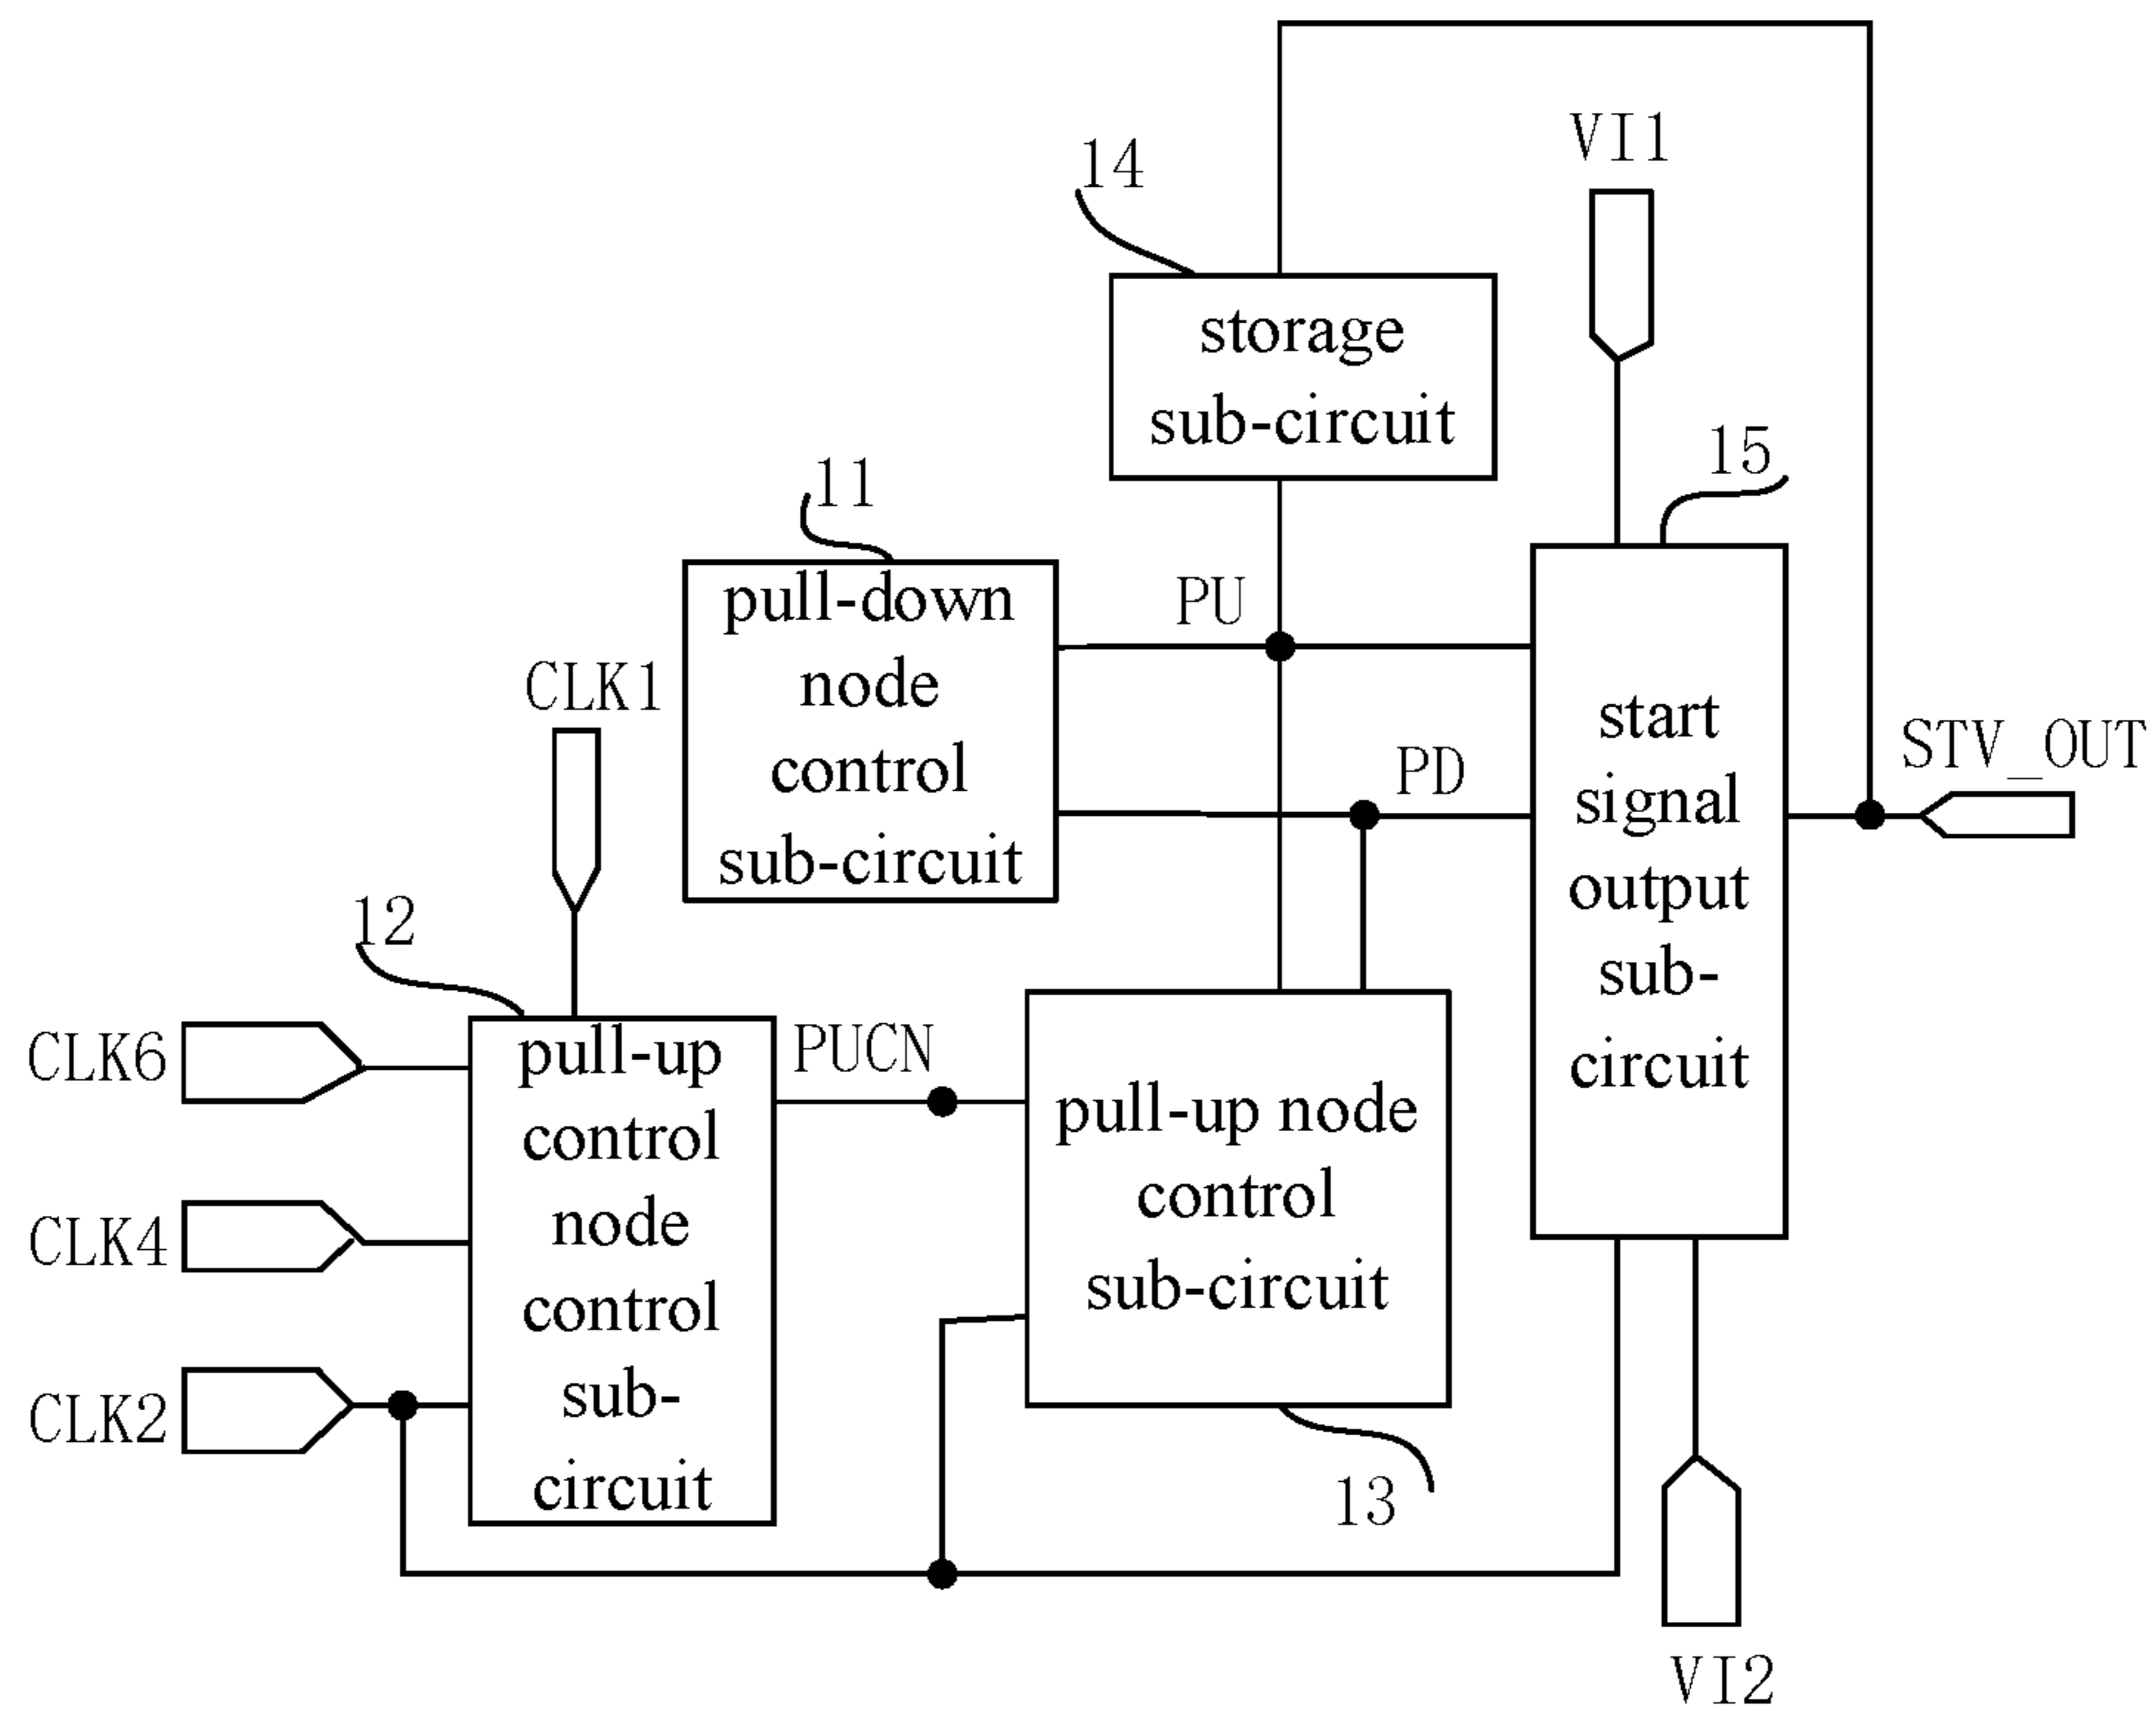 VI1
14
storage
sub-circuit
15
11
pull-down
node
control
sub-circuit
PU
CLK1
PD
start
signal
output
sub-
circuit
STV_OUT
12
CLK6
pull-up
control
node
control
sub-
circuit
PUCN
pull-up node
control
sub-circuit
CLK4
CLK2
13
VI2